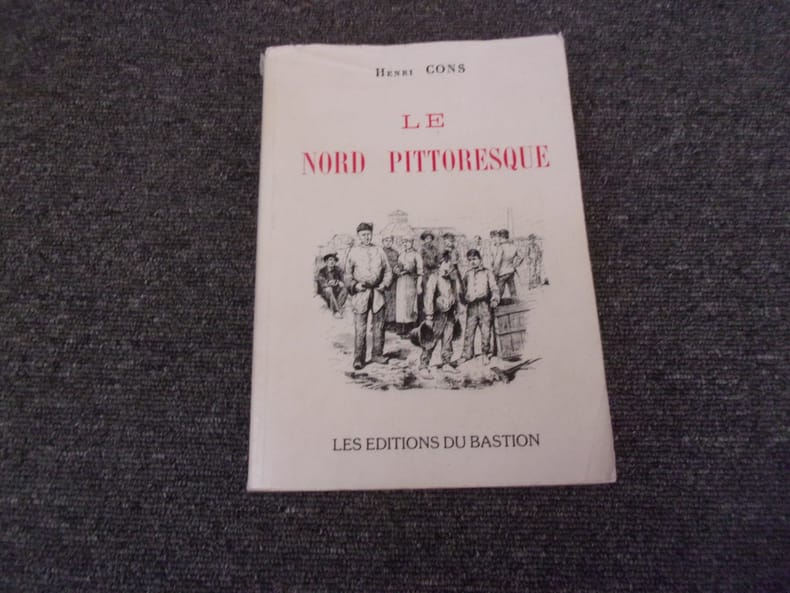 HENRI CONS
LE
NORD PITTORESQUE
LES EDITIONS DU BASTION